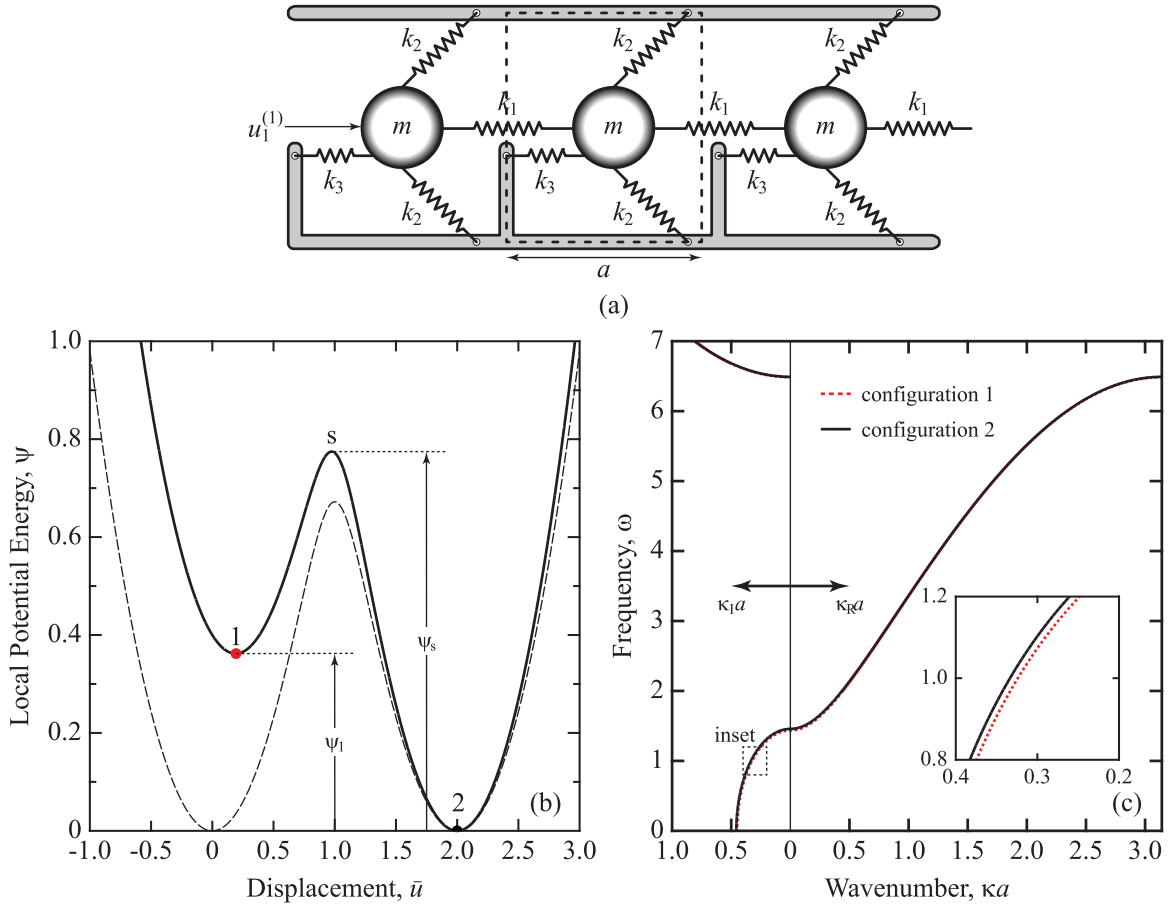 k₂ k₂ k₂
k₁ k₁ k₁
u₁⁽¹⁾ m m m
k₃ k₃ k₃
k₂ k₂ k₂
a
(a)
1.0
0.8
0.6
0.4
0.2
0
Local Potential Energy, ψ
s
1
ψₛ
ψ₁
2
(b)
-1.0 -0.5 0 0.5 1.0 1.5 2.0 2.5 3.0
Displacement, ū
7
6
5
4
3
2
1
0
Frequency, ω
configuration 1
configuration 2
κ_I a κ_R a
inset
1.2
1.0
0.8
0.4 0.3 0.2
(c)
1.0 0.5 0 0.5 1.0 1.5 2.0 2.5 3.0
Wavenumber, κa